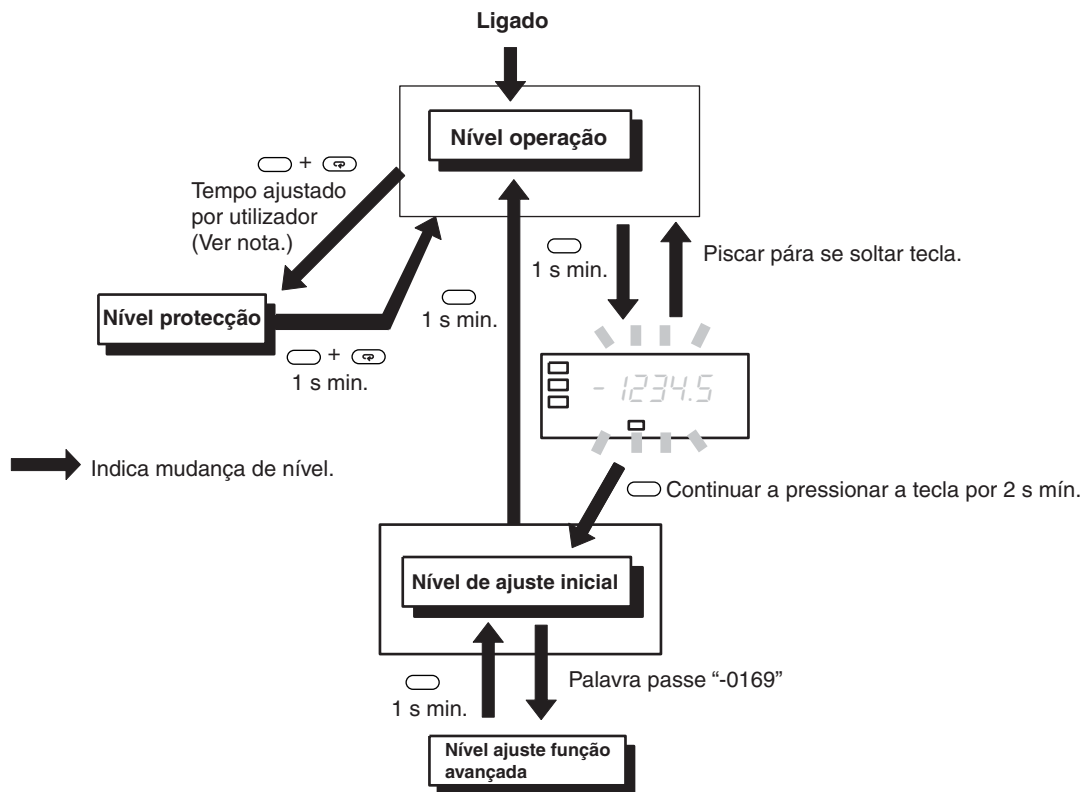 Ligado
Nível operação
+
Tempo ajustado
por utilizador
(Ver nota.)
1 s min.
Piscar pára se soltar tecla.
Nível protecção
1 s min.
+
1 s min.
-1234.5
Indica mudança de nível.
Continuar a pressionar a tecla por 2 s mín.
Nível de ajuste inicial
Palavra passe “-0169”
1 s min.
Nível ajuste função
avançada